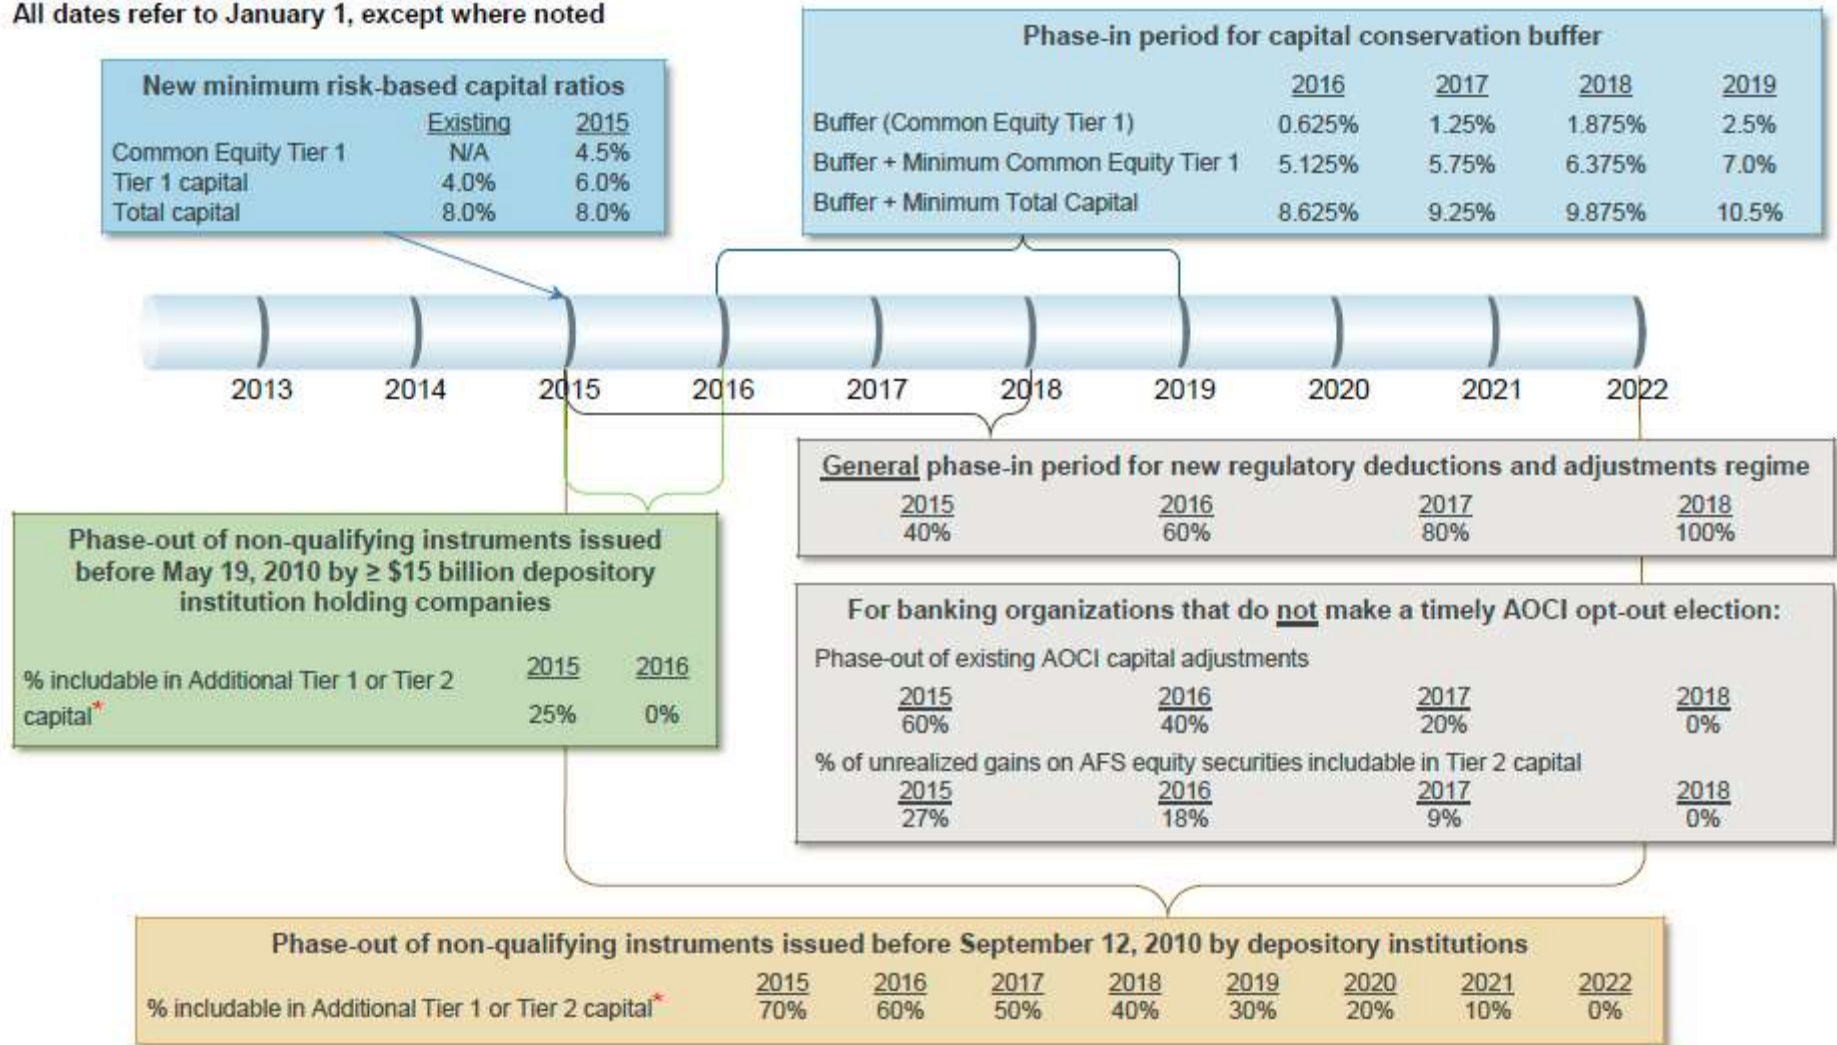 All dates refer to January 1, except where noted
New minimum risk-based capital ratios
Existing 2015
Common Equity Tier 1 N/A 4.5%
Tier 1 capital 4.0% 6.0%
Total capital 8.0% 8.0%
Phase-in period for capital conservation buffer
2016 2017 2018 2019
Buffer (Common Equity Tier 1) 0.625% 1.25% 1.875% 2.5%
Buffer + Minimum Common Equity Tier 1 5.125% 5.75% 6.375% 7.0%
Buffer + Minimum Total Capital 8.625% 9.25% 9.875% 10.5%
2013 2014 2015 2016 2017 2018 2019 2020 2021 2022
General phase-in period for new regulatory deductions and adjustments regime
2015 2016 2017 2018
40% 60% 80% 100%
Phase-out of non-qualifying instruments issued
before May 19, 2010 by ≥ $15 billion depository
institution holding companies
2015 2016
% includable in Additional Tier 1 or Tier 2
capital* 25% 0%
For banking organizations that do not make a timely AOCI opt-out election:
Phase-out of existing AOCI capital adjustments
2015 2016 2017 2018
60% 40% 20% 0%
% of unrealized gains on AFS equity securities includable in Tier 2 capital
2015 2016 2017 2018
27% 18% 9% 0%
Phase-out of non-qualifying instruments issued before September 12, 2010 by depository institutions
2015 2016 2017 2018 2019 2020 2021 2022
% includable in Additional Tier 1 or Tier 2 capital* 70% 60% 50% 40% 30% 20% 10% 0%